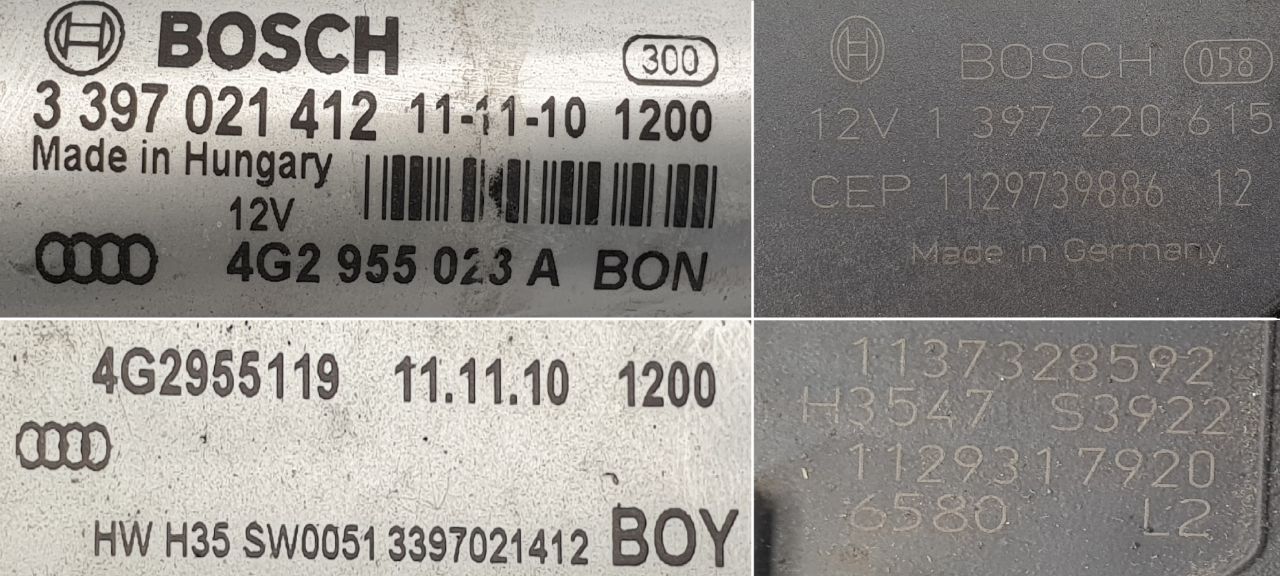 BOSCH 300
3 397 021 412 11-11-10 1200
Made in Hungary
12V
4G2 955 023 A BON
BOSCH 058
12V 1 397 220 615
CEP 1129739886 12
Made in Germany
4G2955119 11.11.10 1200
HW H35 SW0051 3397021412 BOY
1137328592
H3547 S3922
1129317920
6580 L2